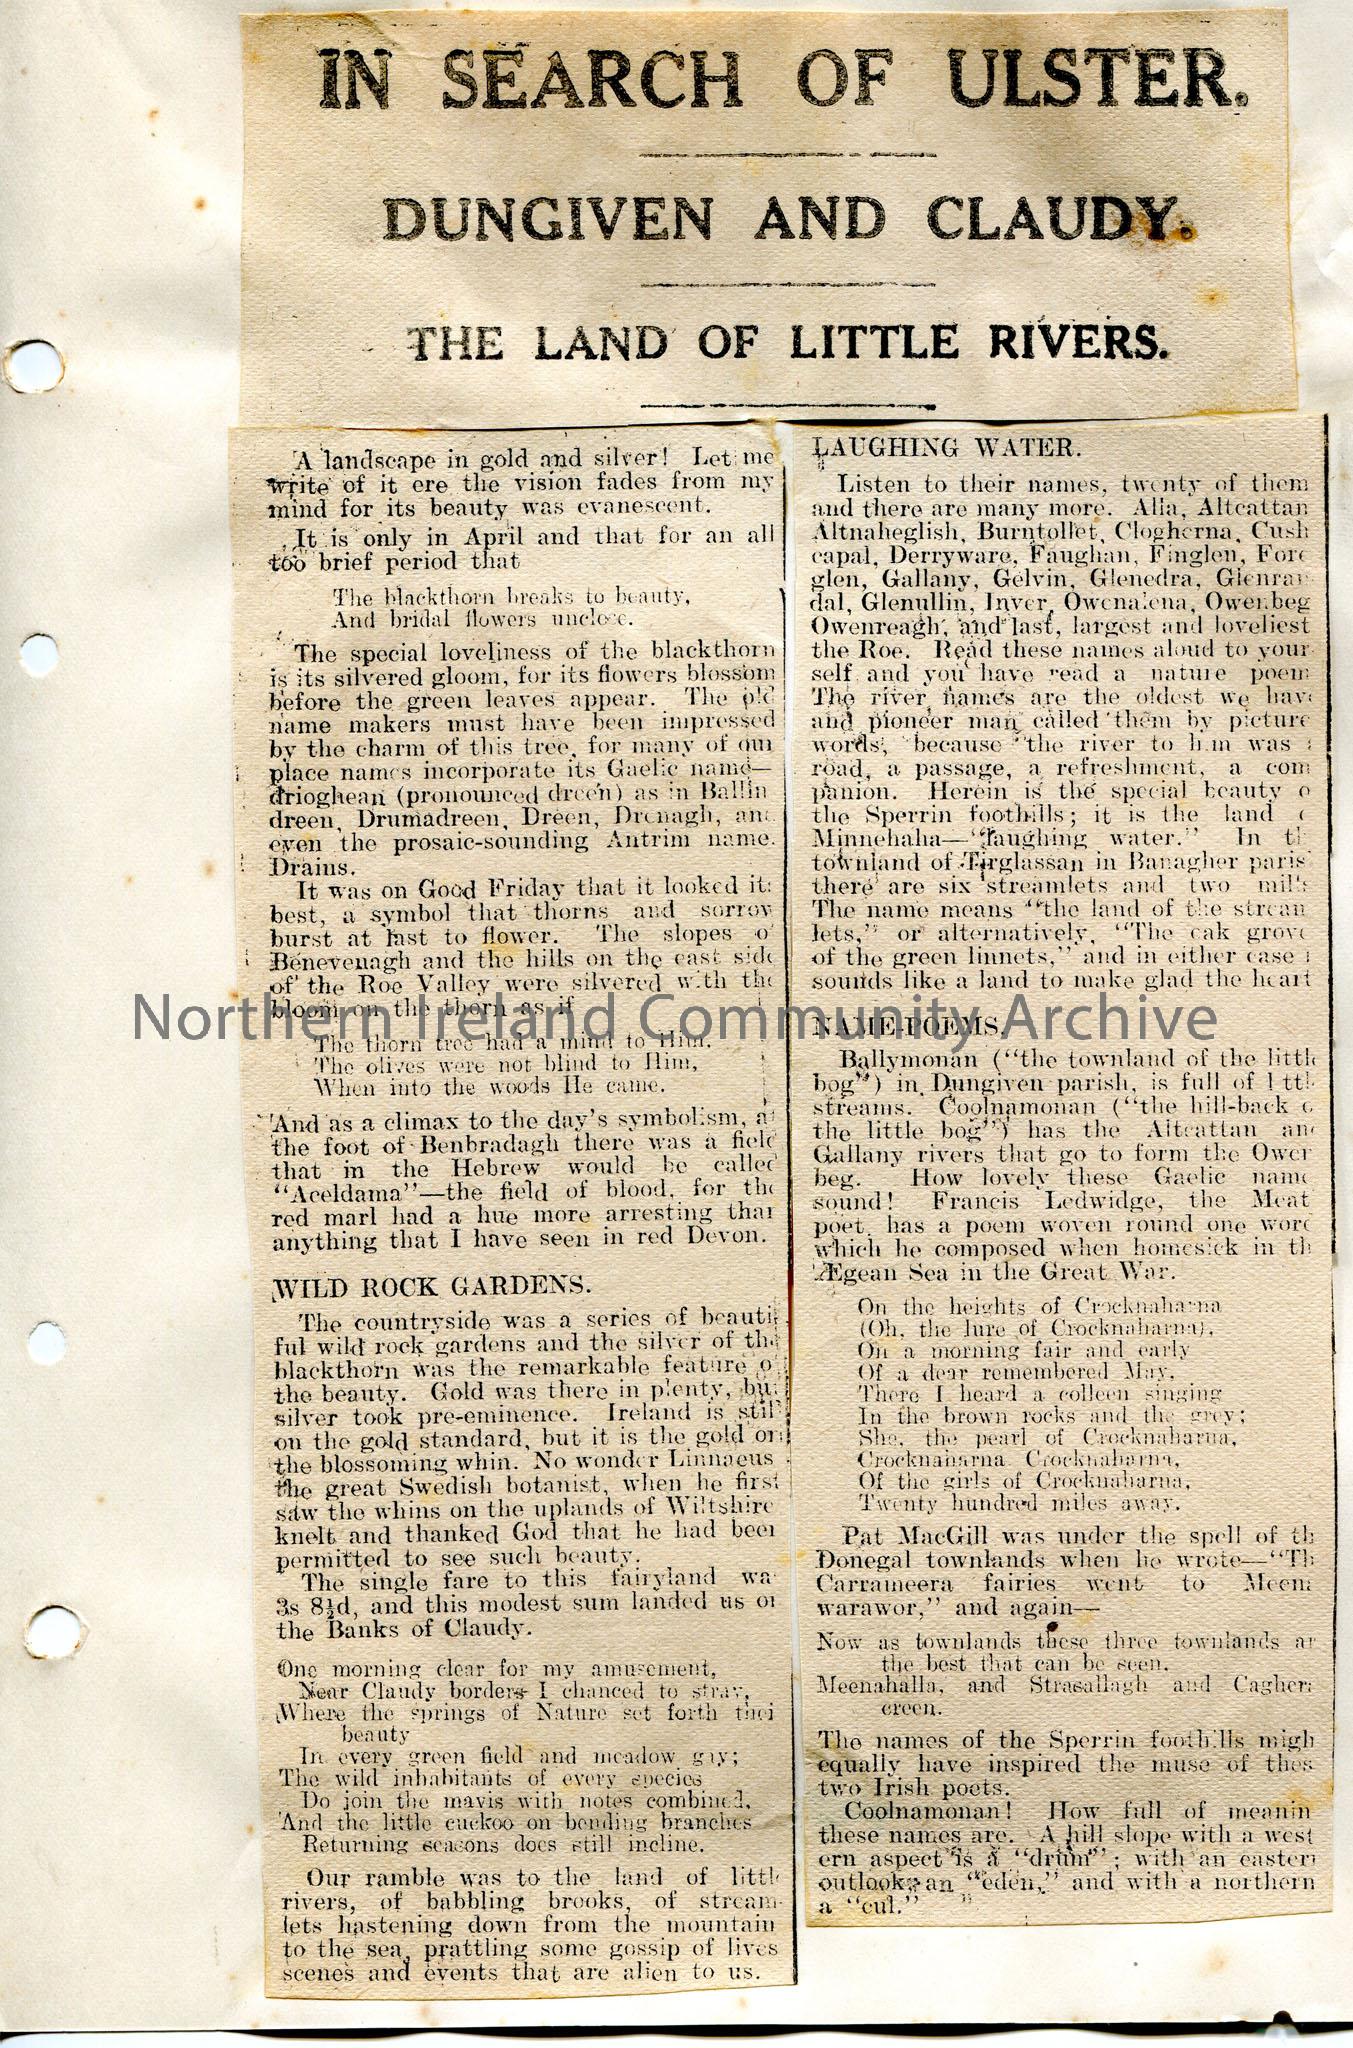 IN SEARCH OF ULSTER.
DUNGIVEN AND CLAUDY.
THE LAND OF LITTLE RIVERS.
A landscape in gold and silver! Let me
write of it ere the vision fades from my
mind for its beauty was evanescent.
It is only in April and that for an all
too brief period that
The blackthorn breaks to beauty,
And bridal flowers unclose.
The special loveliness of the blackthorn
is its silvered gloom, for its flowers blossom
before the green leaves appear. The old
name makers must have been impressed
by the charm of this tree, for many of our
place names incorporate its Gaelic name—
drioghean (pronounced dreen) as in Ballin
dreen, Drumadreen, Dreen, Drenagh, and
even the prosaic-sounding Antrim name.
Drains.
It was on Good Friday that it looked its
best, a symbol that thorns and sorrow
burst at last to flower. The slopes o
Benevenagh and the hills on the east side
of the Roe Valley were silvered with the
bloom on the thorn as if
The thorn tree had a mind to Him,
The olives were not blind to Him,
When into the woods He came.
And as a climax to the day's symbolism, at
the foot of Benbradagh there was a field
that in the Hebrew would be called
"Aceldama"—the field of blood, for the
red marl had a hue more arresting than
anything that I have seen in red Devon.
WILD ROCK GARDENS.
The countryside was a series of beauti
ful wild rock gardens and the silver of the
blackthorn was the remarkable feature of
the beauty. Gold was there in plenty, but
silver took pre-eminence. Ireland is still
on the gold standard, but it is the gold on
the blossoming whin. No wonder Linnaeus
the great Swedish botanist, when he first
saw the whins on the uplands of Wiltshire
knelt and thanked God that he had been
permitted to see such beauty.
The single fare to this fairyland wa
3s 8½d, and this modest sum landed us on
the Banks of Claudy.
One morning clear for my amusement,
Near Claudy borders I chanced to stray,
Where the springs of Nature set forth thei
beauty
In every green field and meadow gay;
The wild inhabitants of every species
Do join the mavis with notes combined,
And the little cuckoo on bending branches
Returning seasons does still incline.
Our ramble was to the land of little
rivers, of babbling brooks, of stream-
lets hastening down from the mountain
to the sea, prattling some gossip of lives
scenes and events that are alien to us.
LAUGHING WATER.
Listen to their names, twenty of them
and there are many more. Alia, Altcattan
Altnaheglish, Burntollet, Clogherna, Cush
capal, Derryware, Faughan, Finglen, Fore
glen, Gallany, Gelvin, Glenedra, Glenran
dal, Glenullin, Inver, Owenalena, Owenbeg
Owenreagh, and last, largest and loveliest
the Roe. Read these names aloud to your
self and you have read a nature poem
The river names are the oldest we have
and pioneer man called them by picture
words, because the river to him was a
road, a passage, a refreshment, a com
panion. Herein is the special beauty o
the Sperrin foothills; it is the land o
Minnehaha—"laughing water." In th
townland of Tirglassan in Banagher paris
there are six streamlets and two mills
The name means "the land of the stream
lets," or alternatively, "The oak grove
of the green linnets," and in either case i
sounds like a land to make glad the heart
NAME-POEMS.
Ballymonan ("the townland of the little
bog") in Dungiven parish, is full of little
streams. Coolnamonan ("the hill-back o
the little bog") has the Altcattan and
Gallany rivers that go to form the Owen
beg. How lovely these Gaelic name
sound! Francis Ledwidge, the Meat
poet, has a poem woven round one word
which he composed when homesick in th
Ægean Sea in the Great War.
On the heights of Crocknaharna
(Oh, the lure of Crocknaharna),
On a morning fair and early
Of a dear remembered May,
There I heard a colleen singing
In the brown rocks and the grey;
She, the pearl of Crocknaharna,
Crocknaharna Crocknaharna,
Of the girls of Crocknaharna,
Twenty hundred miles away.
Pat MacGill was under the spell of th
Donegal townlands when he wrote—"Th
Carrameera fairies went to Meena
warawor," and again—
Now as townlands these three townlands ar
the best that can be seen.
Meenahalla, and Strasallagh and Cagher
creen.
The names of the Sperrin foothills migh
equally have inspired the muse of thes
two Irish poets.
Coolnamonan! How full of meanin
these names are. A hill slope with a west
ern aspect is a "drum"; with an eastern
outlook, an "eden," and with a northern
a "cul."
Northern Ireland Community Archive